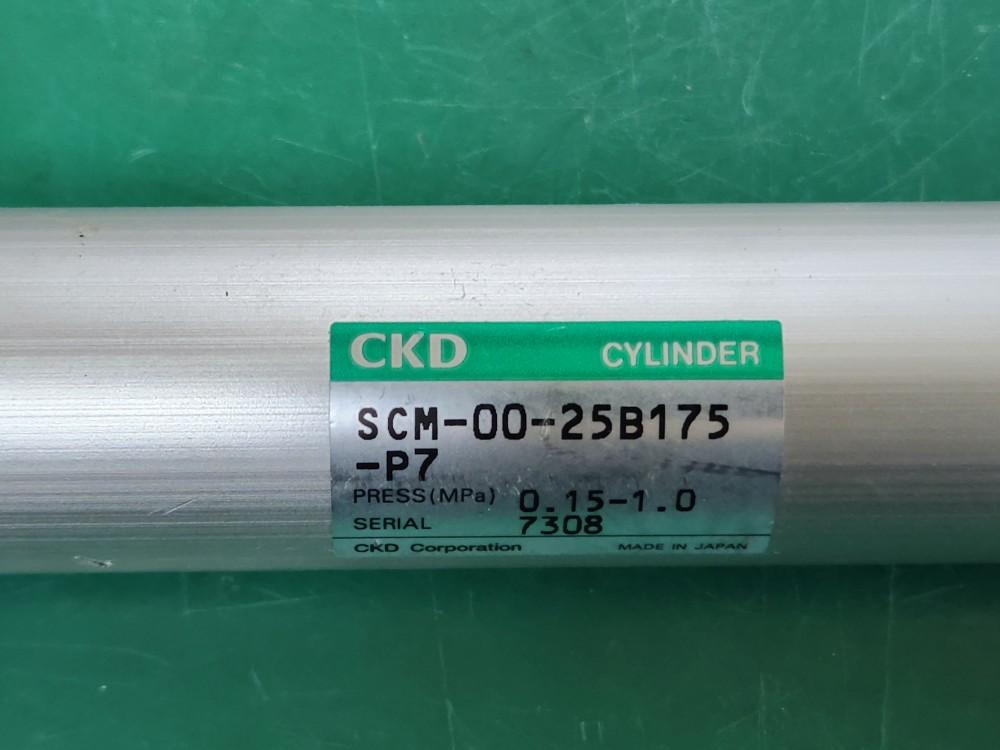 CKD CYLINDER
SCM-00-25B175
-P7
PRESS(MPa) 0.15-1.0
SERIAL 7308
CKD Corporation MADE IN JAPAN